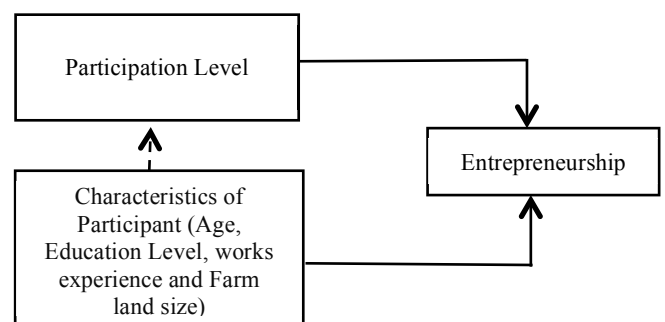 Participation Level
Entrepreneurship
Characteristics of
Participant (Age,
Education Level, works
experience and Farm
land size)